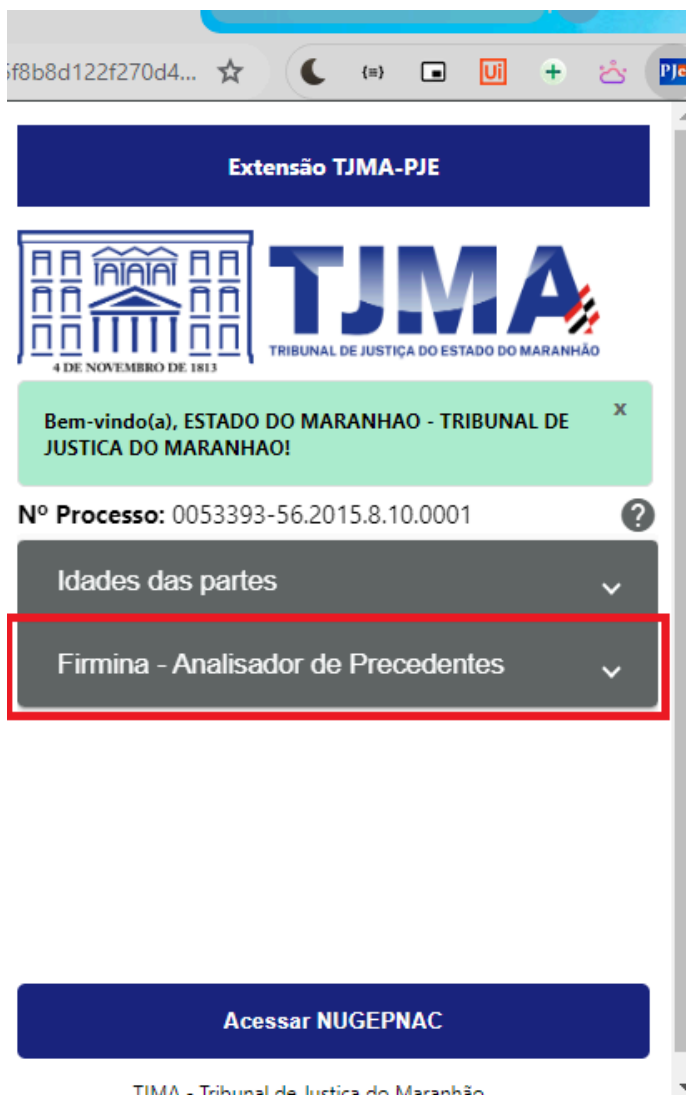 f8b8d122f270d4...
{=}
Ui
PJe
Extensão TJMA-PJE
TJMA
TRIBUNAL DE JUSTIÇA DO ESTADO DO MARANHÃO
4 DE NOVEMBRO DE 1813
Bem-vindo(a), ESTADO DO MARANHAO - TRIBUNAL DE
JUSTICA DO MARANHAO!
x
Nº Processo: 0053393-56.2015.8.10.0001
?
Idades das partes
Firmina - Analisador de Precedentes
Acessar NUGEPNAC
TJMA - Tribunal de Justiça do Maranhão